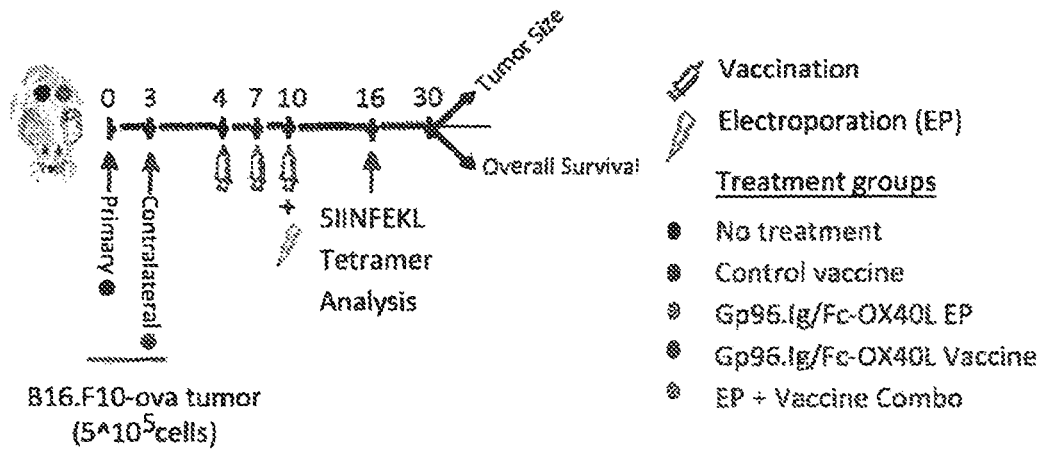 0 3 4 7 10 16 30
Tumor Size
Overall Survival
Primary
Contralateral
+
SIINFEKL
Tetramer
Analysis
B16.F10-ova tumor
(5^10^5cells)
Vaccination
Electroporation (EP)
Treatment groups
No treatment
Control vaccine
Gp96.Ig/Fc-OX40L EP
Gp96.Ig/Fc-OX40L Vaccine
EP + Vaccine Combo